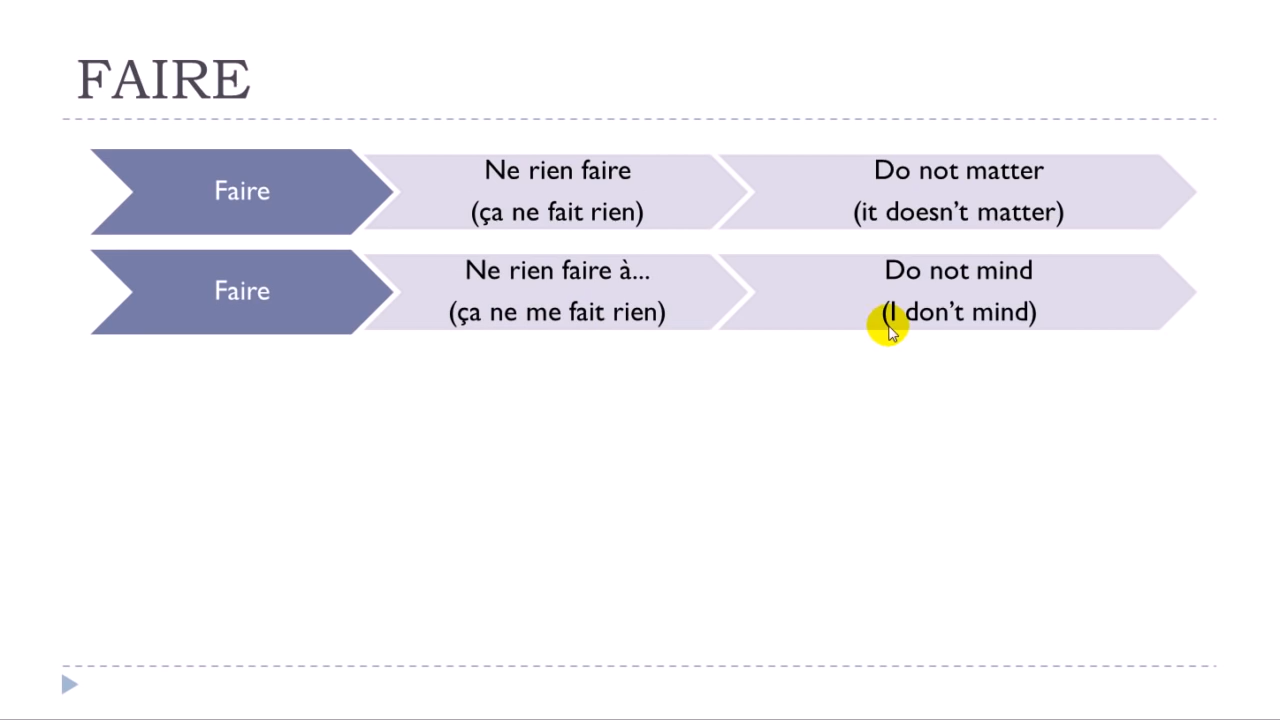 FAIRE
Faire
Ne rien faire
(ça ne fait rien)
Do not matter
(it doesn’t matter)
Faire
Ne rien faire à...
(ça ne me fait rien)
Do not mind
(I don’t mind)